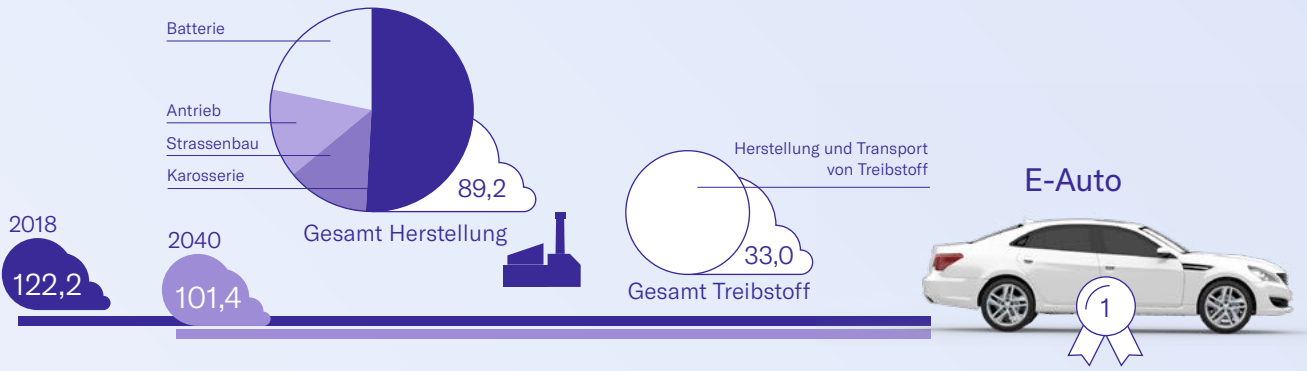 Batterie
Antrieb
Strassenbau
Karosserie
89,2
Gesamt Herstellung
2018
122,2
2040
101,4
Herstellung und Transport
von Treibstoff
33,0
Gesamt Treibstoff
E-Auto
1